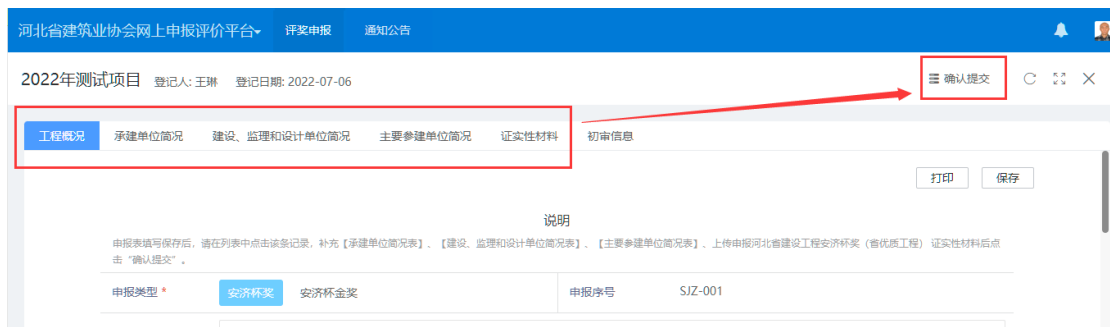 河北省建筑业协会网上申报评价平台 评奖申报 通知公告
2022年测试项目 登记人: 王琳 登记日期: 2022-07-06 确认提交
工程概况 承建单位简况 建设、监理和设计单位简况 主要参建单位简况 证实性材料 初审信息
打印 保存
说明
申报表填写保存后，请在列表中点击该条记录，补充【承建单位简况表】、【建设、监理和设计单位简况表】、【主要参建单位简况表】、上传申报河北省建设工程安济杯奖（省优质工程） 证实性材料后点
击“确认提交”。
申报类型 * 安济杯奖 安济杯金奖 申报序号 SJZ-001